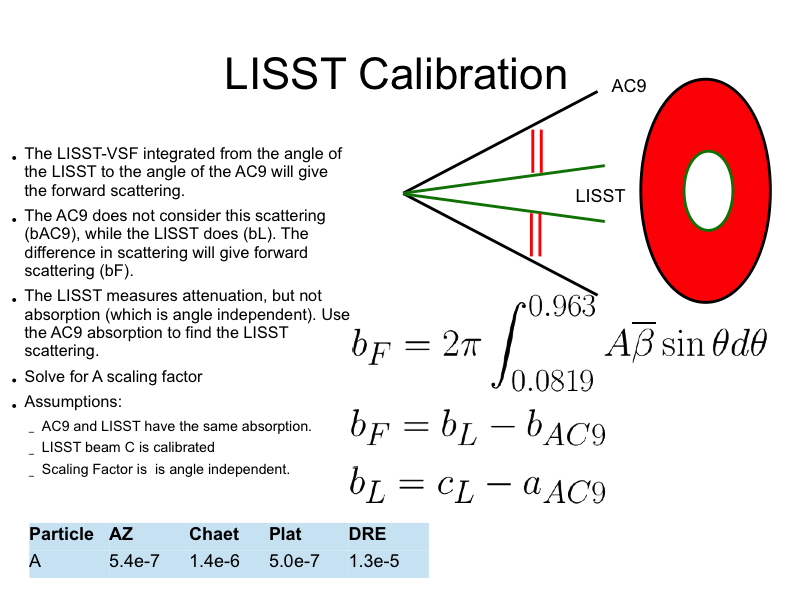 LISST Calibration
AC9
LISST
• The LISST-VSF integrated from the angle of
the LISST to the angle of the AC9 will give
the forward scattering.
• The AC9 does not consider this scattering
(bAC9), while the LISST does (bL). The
difference in scattering will give forward
scattering (bF).
• The LISST measures attenuation, but not
absorption (which is angle independent). Use
the AC9 absorption to find the LISST
scattering.
• Solve for A scaling factor
• Assumptions:
– AC9 and LISST have the same absorption.
– LISST beam C is calibrated
– Scaling Factor is  is angle independent.
$b_F = 2\pi \int_{0.0819}^{0.963} A\overline{\beta} \sin\theta d\theta$
$b_F = b_L - b_{AC9}$
$b_L = c_L - a_{AC9}$
Particle AZ Chaet Plat DRE
A 5.4e-7 1.4e-6 5.0e-7 1.3e-5